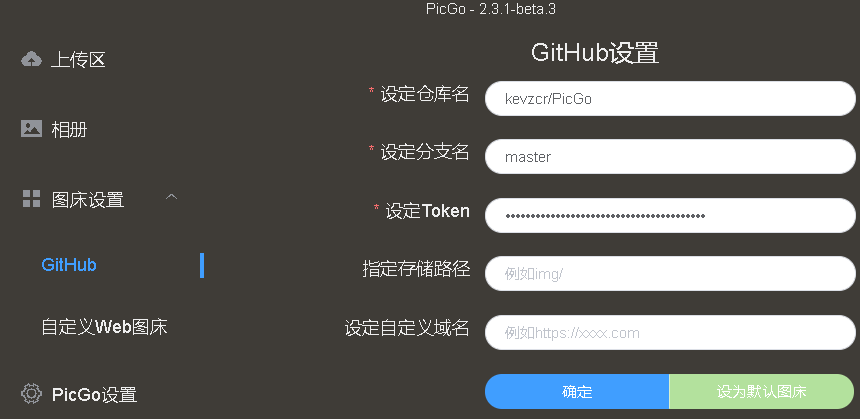 PicGo - 2.3.1-beta.3
上传区
相册
图床设置
GitHub
自定义Web图床
PicGo设置
GitHub设置
* 设定仓库名
kevzcr/PicGo
* 设定分支名
master
* 设定Token
••••••••••••••••••••••••••••••••••••••••
指定存储路径
例如img/
设定自定义域名
例如https://xxxx.com
确定
设为默认图床